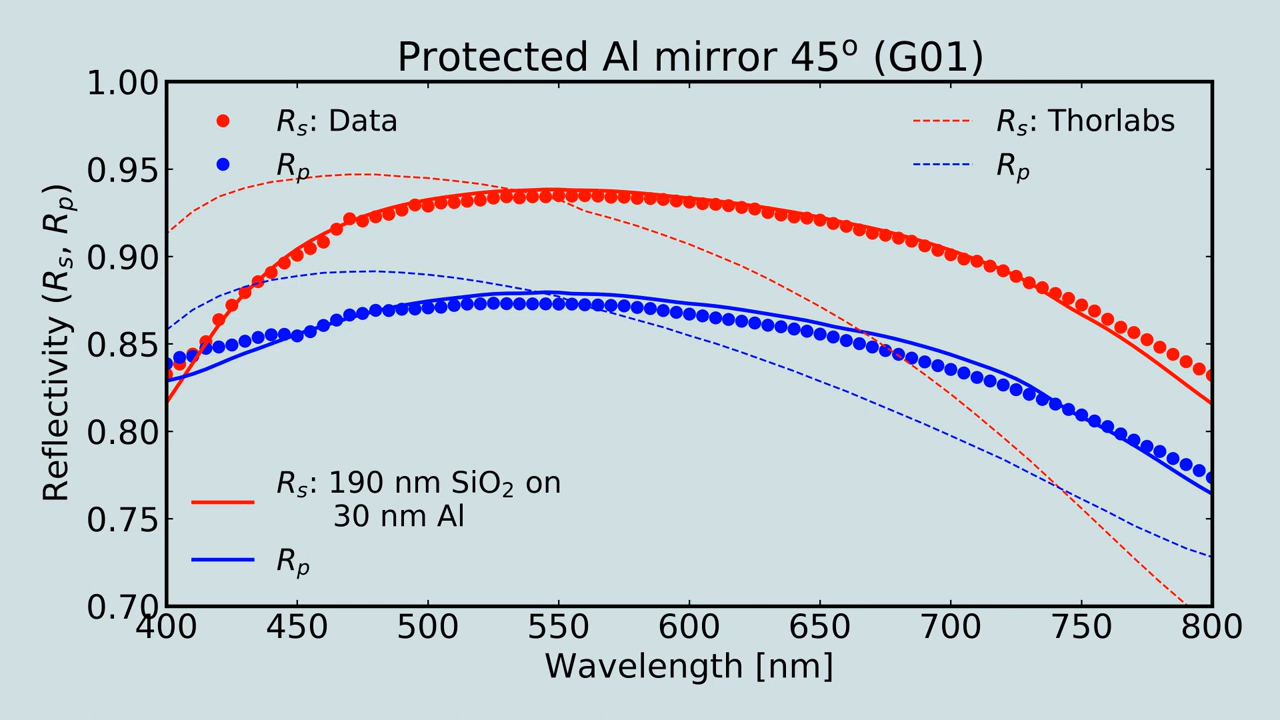 Protected Al mirror 45° (G01)
Rs: Data
Rp
Rs: Thorlabs
Rp
Reflectivity (Rs, Rp)
1.00
0.95
0.90
0.85
0.80
0.75
0.70
Rs: 190 nm SiO2 on
30 nm Al
Rp
400 450 500 550 600 650 700 750 800
Wavelength [nm]